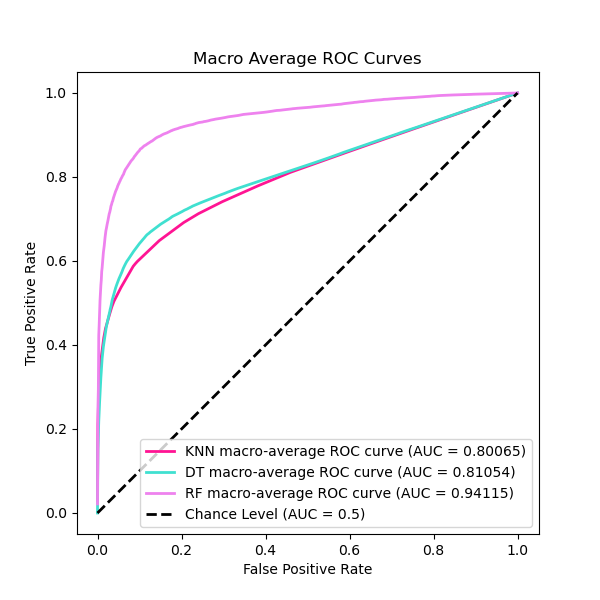 Macro Average ROC Curves
True Positive Rate
1.0
0.8
0.6
0.4
0.2
0.0
KNN macro-average ROC curve (AUC = 0.80065)
DT macro-average ROC curve (AUC = 0.81054)
RF macro-average ROC curve (AUC = 0.94115)
Chance Level (AUC = 0.5)
0.0 0.2 0.4 0.6 0.8 1.0
False Positive Rate